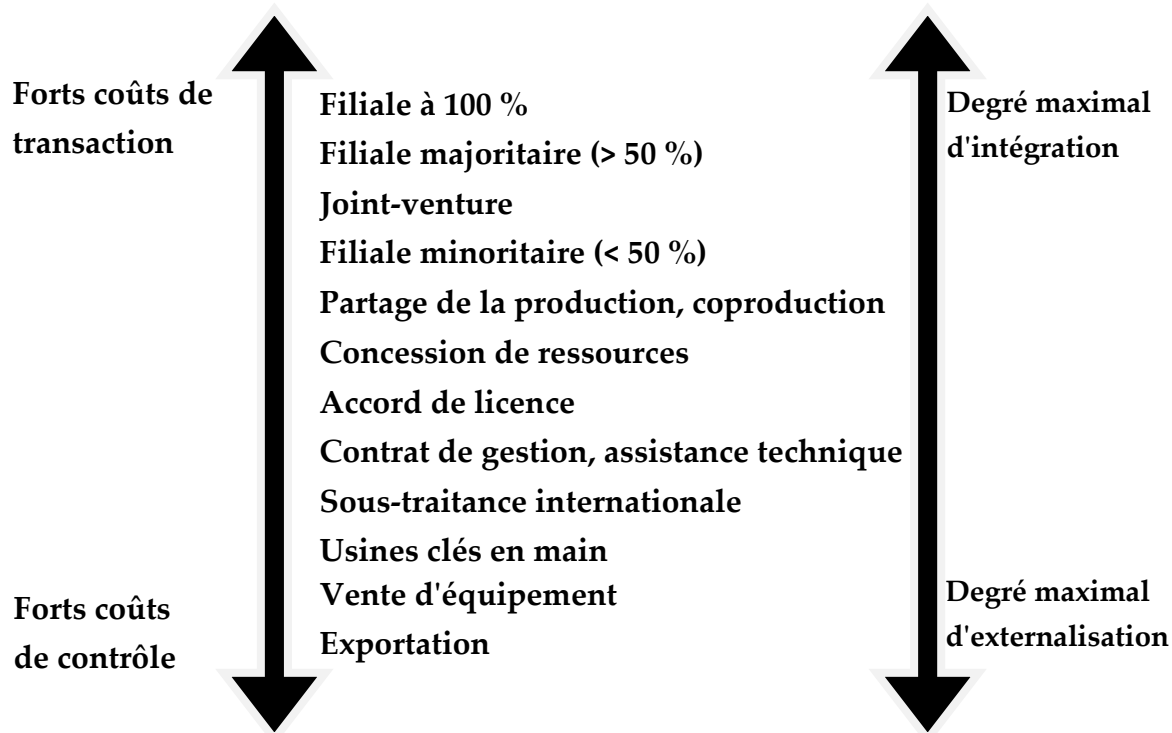 Forts coûts de
transaction
Filiale à 100 %
Filiale majoritaire (> 50 %)
Joint-venture
Filiale minoritaire (< 50 %)
Partage de la production, coproduction
Concession de ressources
Accord de licence
Contrat de gestion, assistance technique
Sous-traitance internationale
Usines clés en main
Vente d'équipement
Exportation
Forts coûts
de contrôle
Degré maximal
d'intégration
Degré maximal
d'externalisation